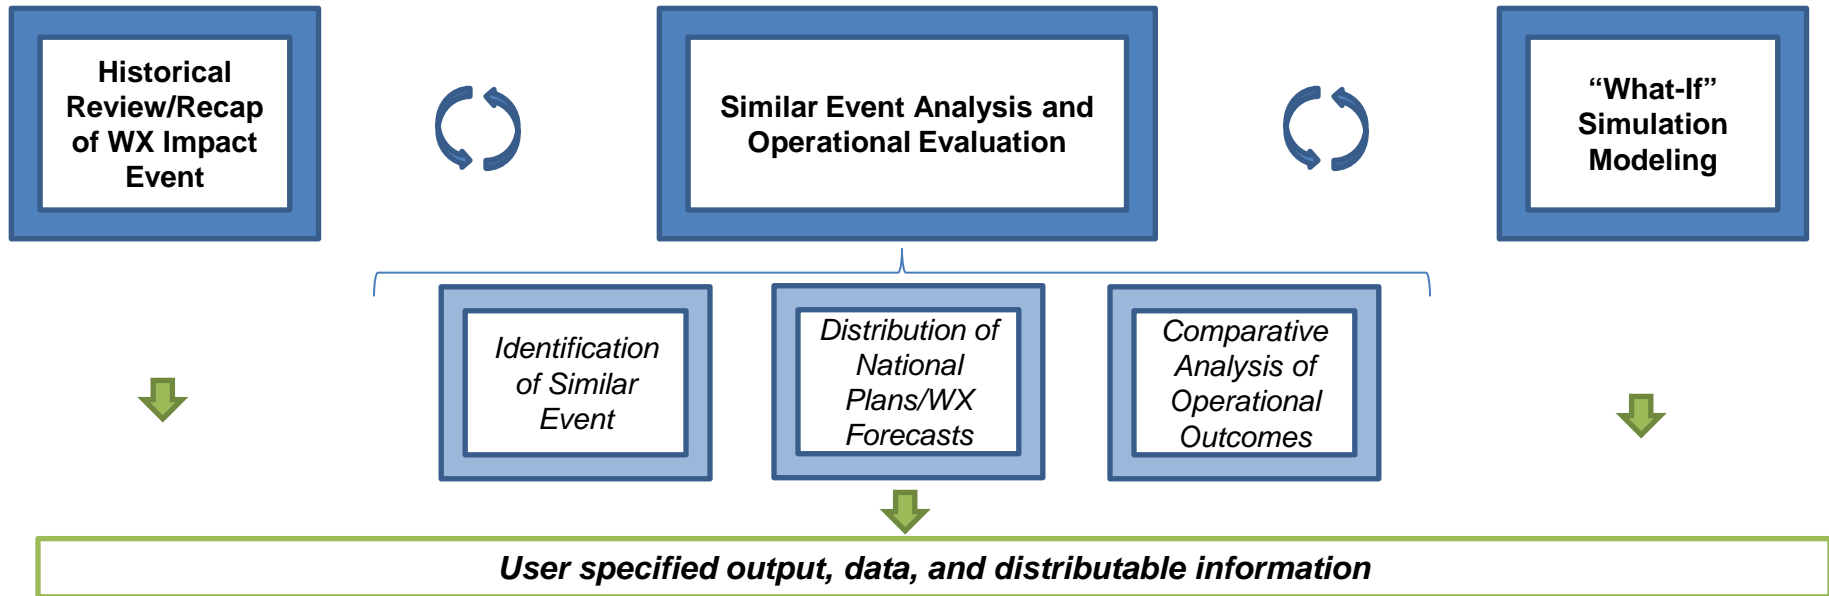 Historical
Review/Recap
of WX Impact
Event
Similar Event Analysis and
Operational Evaluation
“What-If”
Simulation
Modeling
Identification
of Similar
Event
Distribution of
National
Plans/WX
Forecasts
Comparative
Analysis of
Operational
Outcomes
User specified output, data, and distributable information